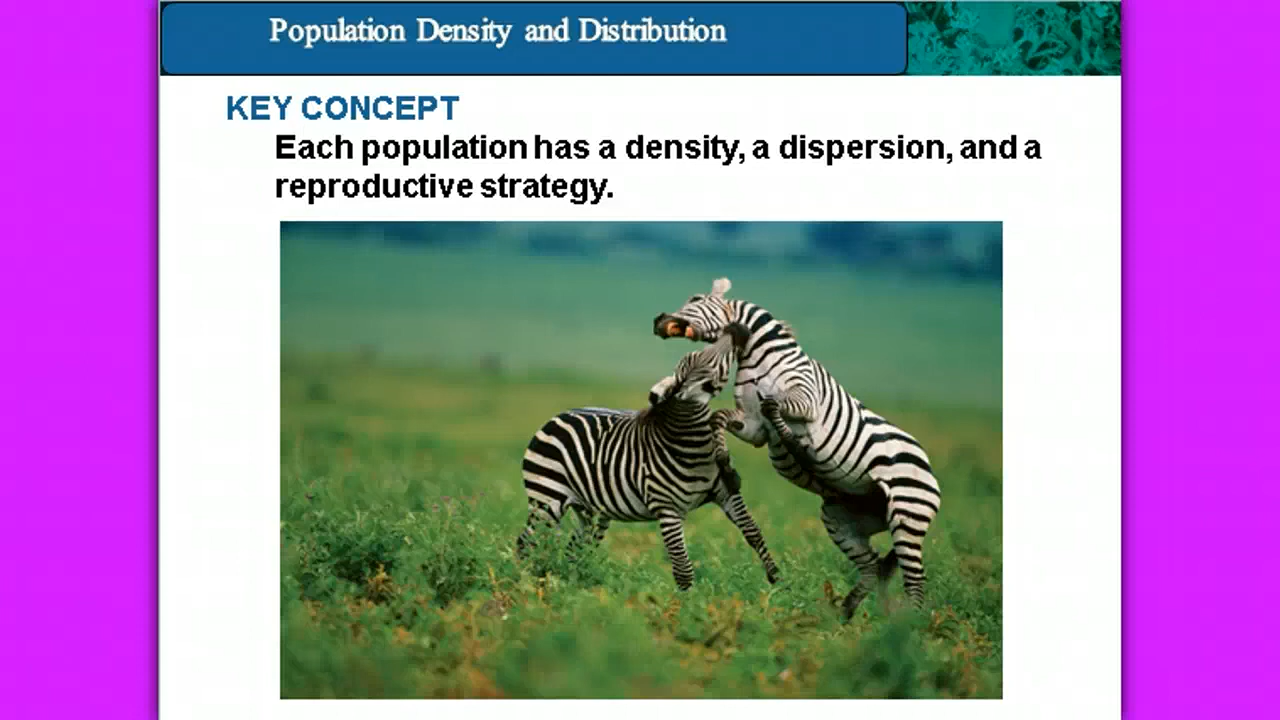 Population Density and Distribution
KEY CONCEPT
Each population has a density, a dispersion, and a
reproductive strategy.